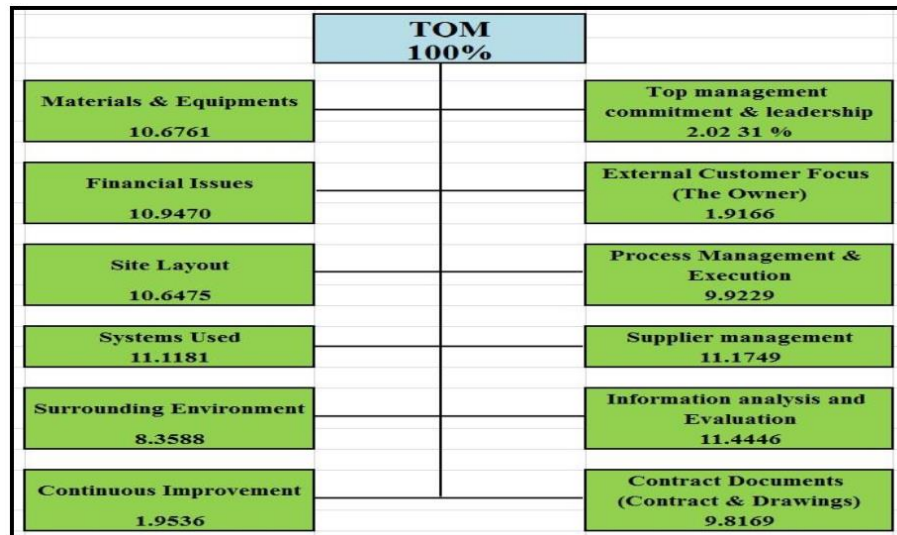 TOM
100%
Materials & Equipments
10.6761
Top management
commitment & leadership
2.02 31 %
Financial Issues
10.9470
External Customer Focus
(The Owner)
1.9166
Site Layout
10.6475
Process Management &
Execution
9.9229
Systems Used
11.1181
Supplier management
11.1749
Surrounding Environment
8.3588
Information analysis and
Evaluation
11.4446
Continuous Improvement
1.9536
Contract Documents
(Contract & Drawings)
9.8169